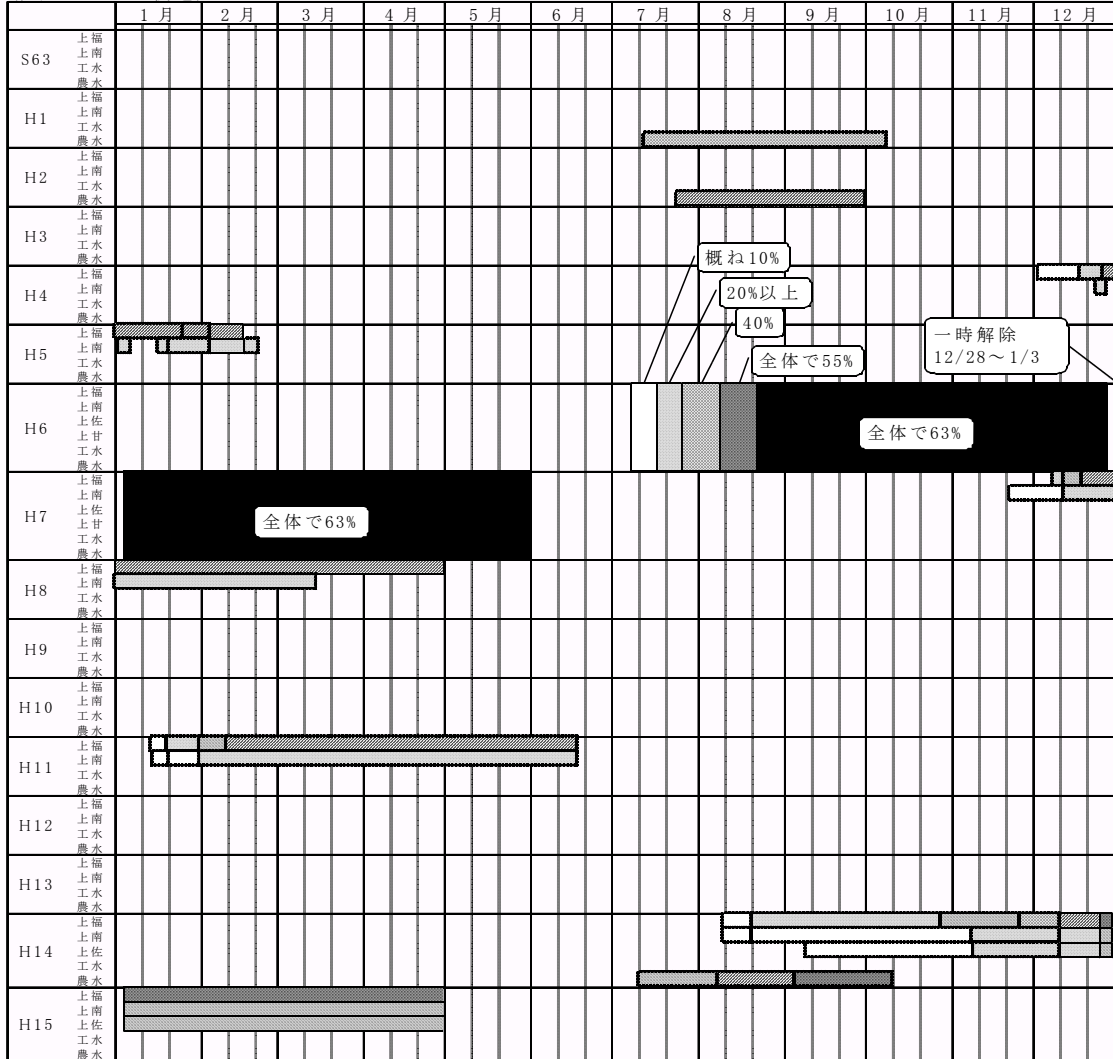 1 月 2 月 3 月 4 月 5 月 6 月 7 月 8 月 9 月 10 月 11 月 12 月
S63
上福
上南
工水
農水
H1
上福
上南
工水
農水
H2
上福
上南
工水
農水
H3
上福
上南
工水
農水
概ね10%
H4
上福
上南
工水
農水
20%以上
40%
H5
上福
上南
工水
農水
全体で55%
一時解除
12/28～1/3
H6
上福
上南
上佐
上甘
工水
農水
全体で63%
H7
上福
上南
上佐
上甘
工水
農水
全体で63%
H8
上福
上南
工水
農水
H9
上福
上南
工水
農水
H10
上福
上南
工水
農水
H11
上福
上南
工水
農水
H12
上福
上南
工水
農水
H13
上福
上南
工水
農水
H14
上福
上南
上佐
工水
農水
H15
上福
上南
上佐
工水
農水